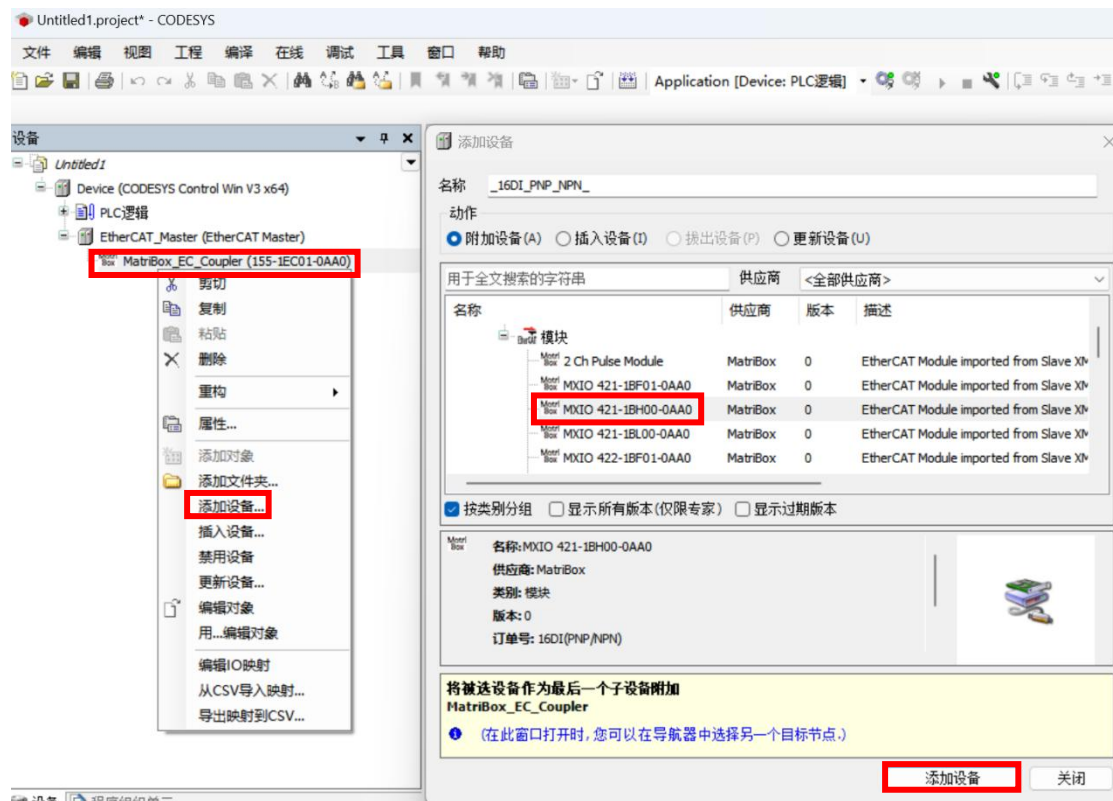 Untitled1.project* - CODESYS
文件 编辑 视图 工程 编译 在线 调试 工具 窗口 帮助
Application [Device: PLC逻辑]
设备
Untitled1
Device (CODESYS Control Win V3 x64)
PLC逻辑
EtherCAT_Master (EtherCAT Master)
MatriBox_EC_Coupler (155-1EC01-0AA0)
剪切
复制
粘贴
删除
重构
属性...
添加对象
添加文件夹...
添加设备...
插入设备...
禁用设备
更新设备...
编辑对象
用...编辑对象
编辑IO映射
从CSV导入映射...
导出映射到CSV...
添加设备
名称 _16DI_PNP_NPN_
动作
附加设备(A) 插入设备(I) 拔出设备(P) 更新设备(U)
用于全文搜索的字符串 供应商 <全部供应商>
名称 供应商 版本 描述
模块
2 Ch Pulse Module MatriBox 0 EtherCAT Module imported from Slave XM
MXIO 421-1BF01-0AA0 MatriBox 0 EtherCAT Module imported from Slave XM
MXIO 421-1BH00-0AA0 MatriBox 0 EtherCAT Module imported from Slave XM
MXIO 421-1BL00-0AA0 MatriBox 0 EtherCAT Module imported from Slave XM
MXIO 422-1BF01-0AA0 MatriBox 0 EtherCAT Module imported from Slave XM
按类别分组 显示所有版本(仅限专家) 显示过期版本
名称:MXIO 421-1BH00-0AA0
供应商: MatriBox
类别: 模块
版本: 0
订单号: 16DI(PNP/NPN)
将被选设备作为最后一个子设备附加
MatriBox_EC_Coupler
(在此窗口打开时,您可以在导航器中选择另一个目标节点.)
添加设备 关闭